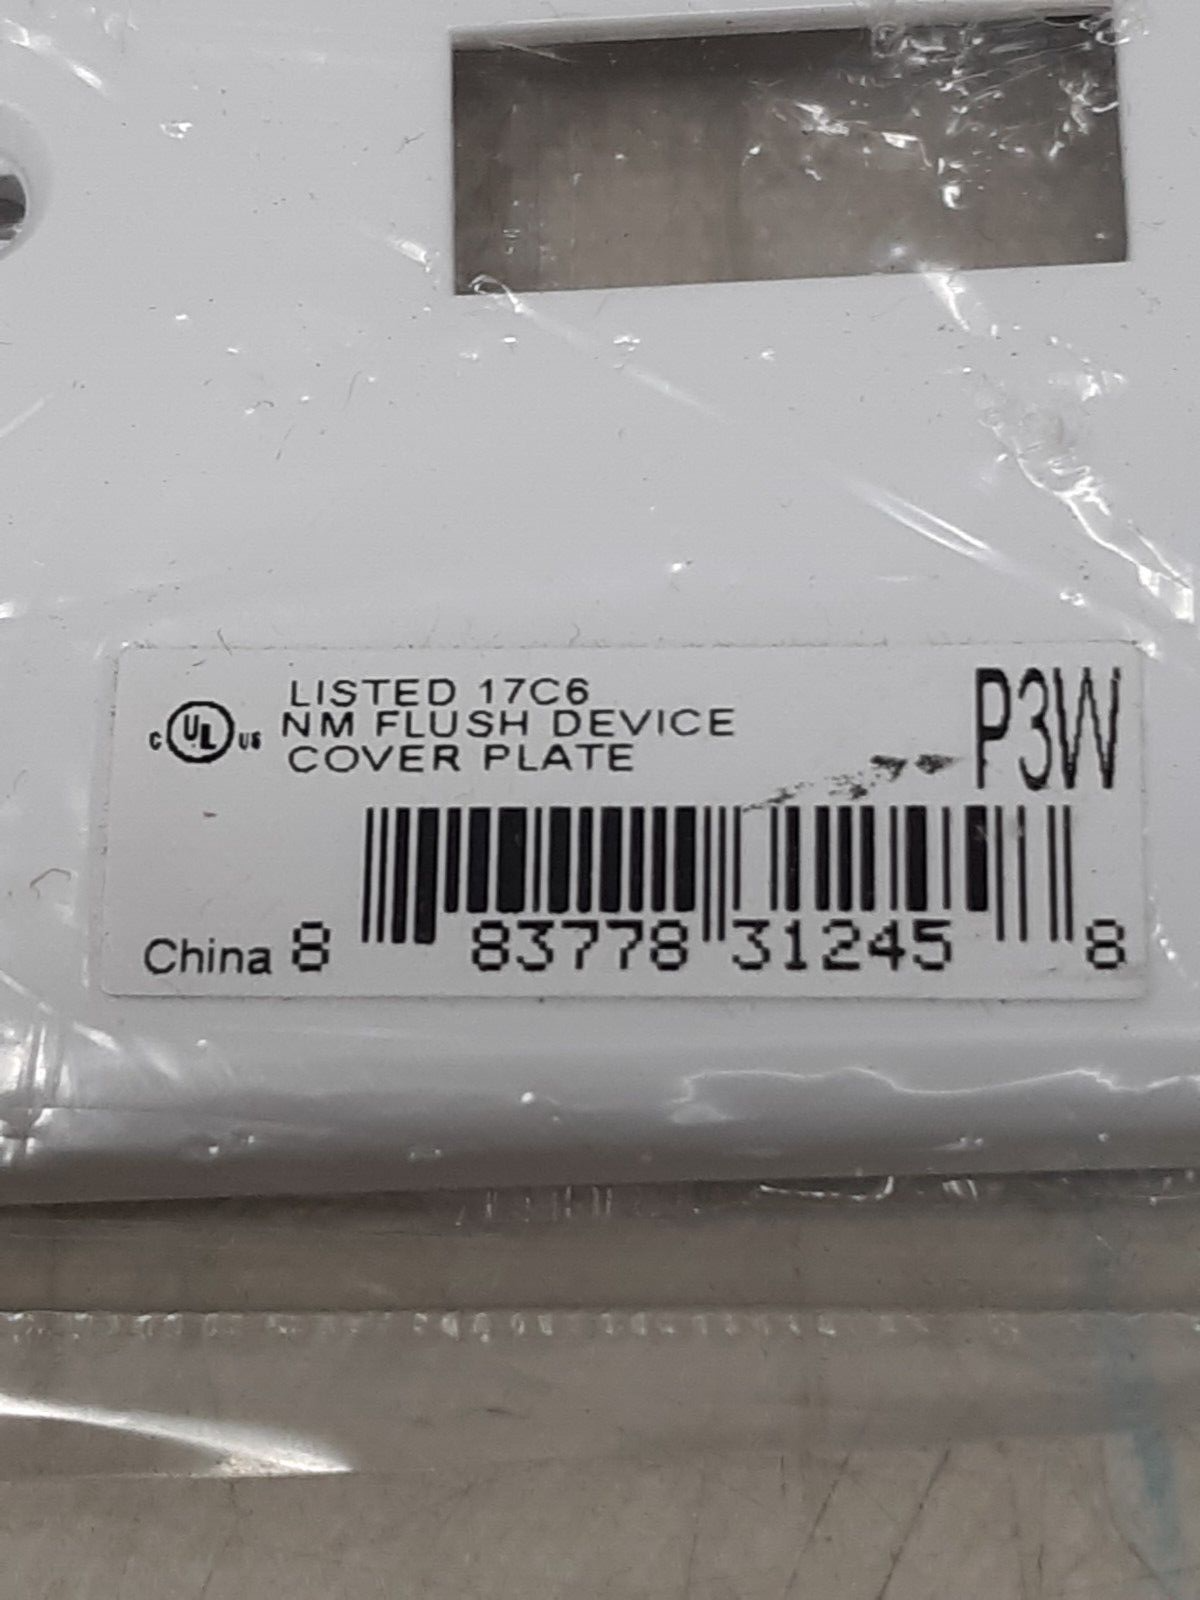 LISTED 17C6
P3W
C UL US NM FLUSH DEVICE
COVER PLATE
China 8 83778 31245 8